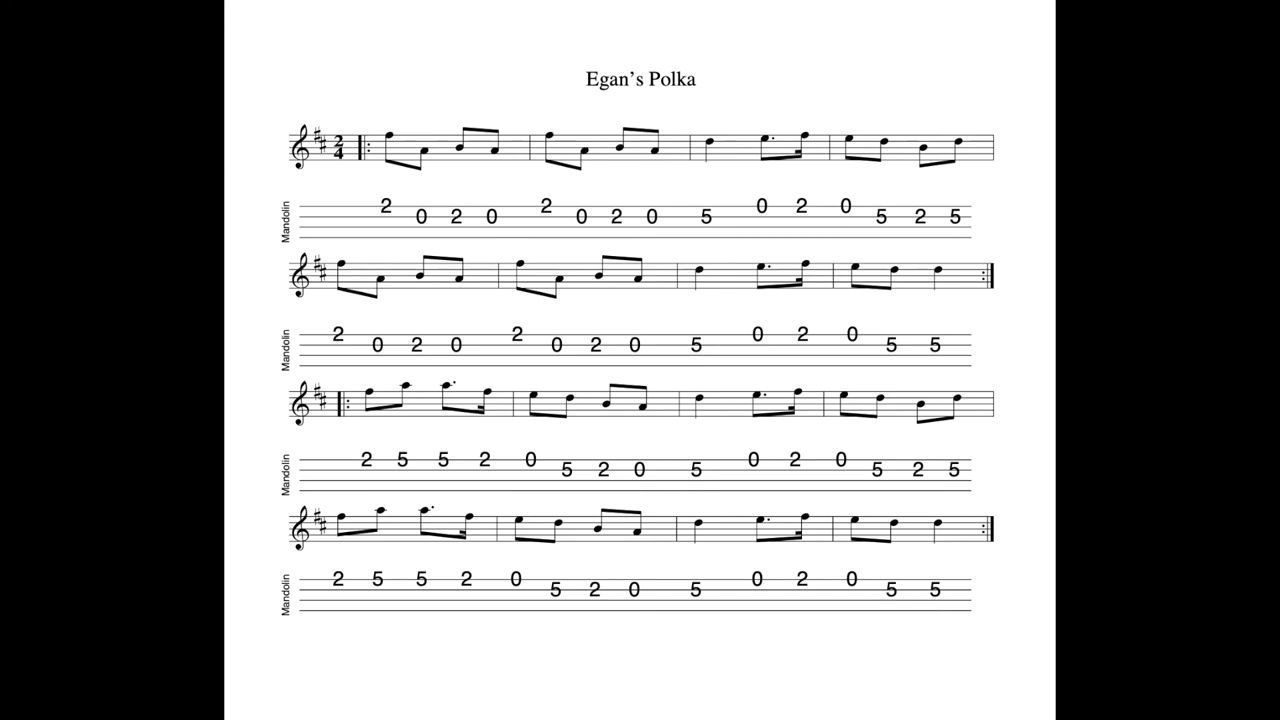 Egan's Polka
2 4
Mandolin 2 0 2 0 2 0 2 0 5 0 2 0 5 2 5
Mandolin 2 0 2 0 2 0 2 0 5 0 2 0 5 5
Mandolin 2 5 5 2 0 5 2 0 5 0 2 0 5 2 5
Mandolin 2 5 5 2 0 5 2 0 5 0 2 0 5 5